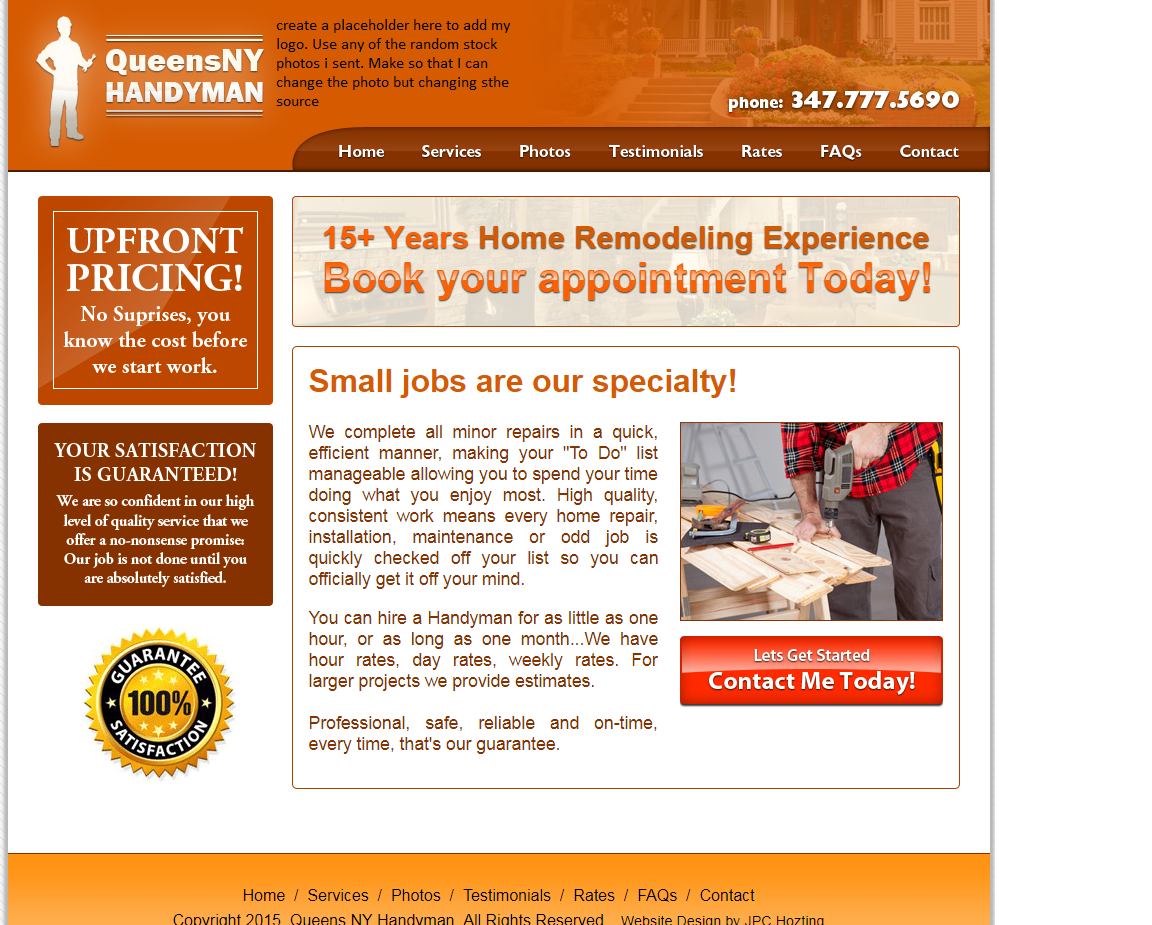 QueensNY
HANDYMAN
create a placeholder here to add my
logo. Use any of the random stock
photos i sent. Make so that I can
change the photo but changing sthe
source
phone: 347.777.5690
Home Services Photos Testimonials Rates FAQs Contact
UPFRONT
PRICING!
No Suprises, you
know the cost before
we start work.
YOUR SATISFACTION
IS GUARANTEED!
We are so confident in our high
level of quality service that we
offer a no-nonsense promise:
Our job is not done until you
are absolutely satisfied.
GUARANTEE
100%
SATISFACTION
15+ Years Home Remodeling Experience
Book your appointment Today!
Small jobs are our specialty!
We complete all minor repairs in a quick,
efficient manner, making your "To Do" list
manageable allowing you to spend your time
doing what you enjoy most. High quality,
consistent work means every home repair,
installation, maintenance or odd job is
quickly checked off your list so you can
officially get it off your mind.
You can hire a Handyman for as little as one
hour, or as long as one month...We have
hour rates, day rates, weekly rates. For
larger projects we provide estimates.
Professional, safe, reliable and on-time,
every time, that's our guarantee.
Lets Get Started
Contact Me Today!
Home / Services / Photos / Testimonials / Rates / FAQs / Contact
Copyright 2015 Queens NY Handyman All Rights Reserved Website Design by JPC Hozting